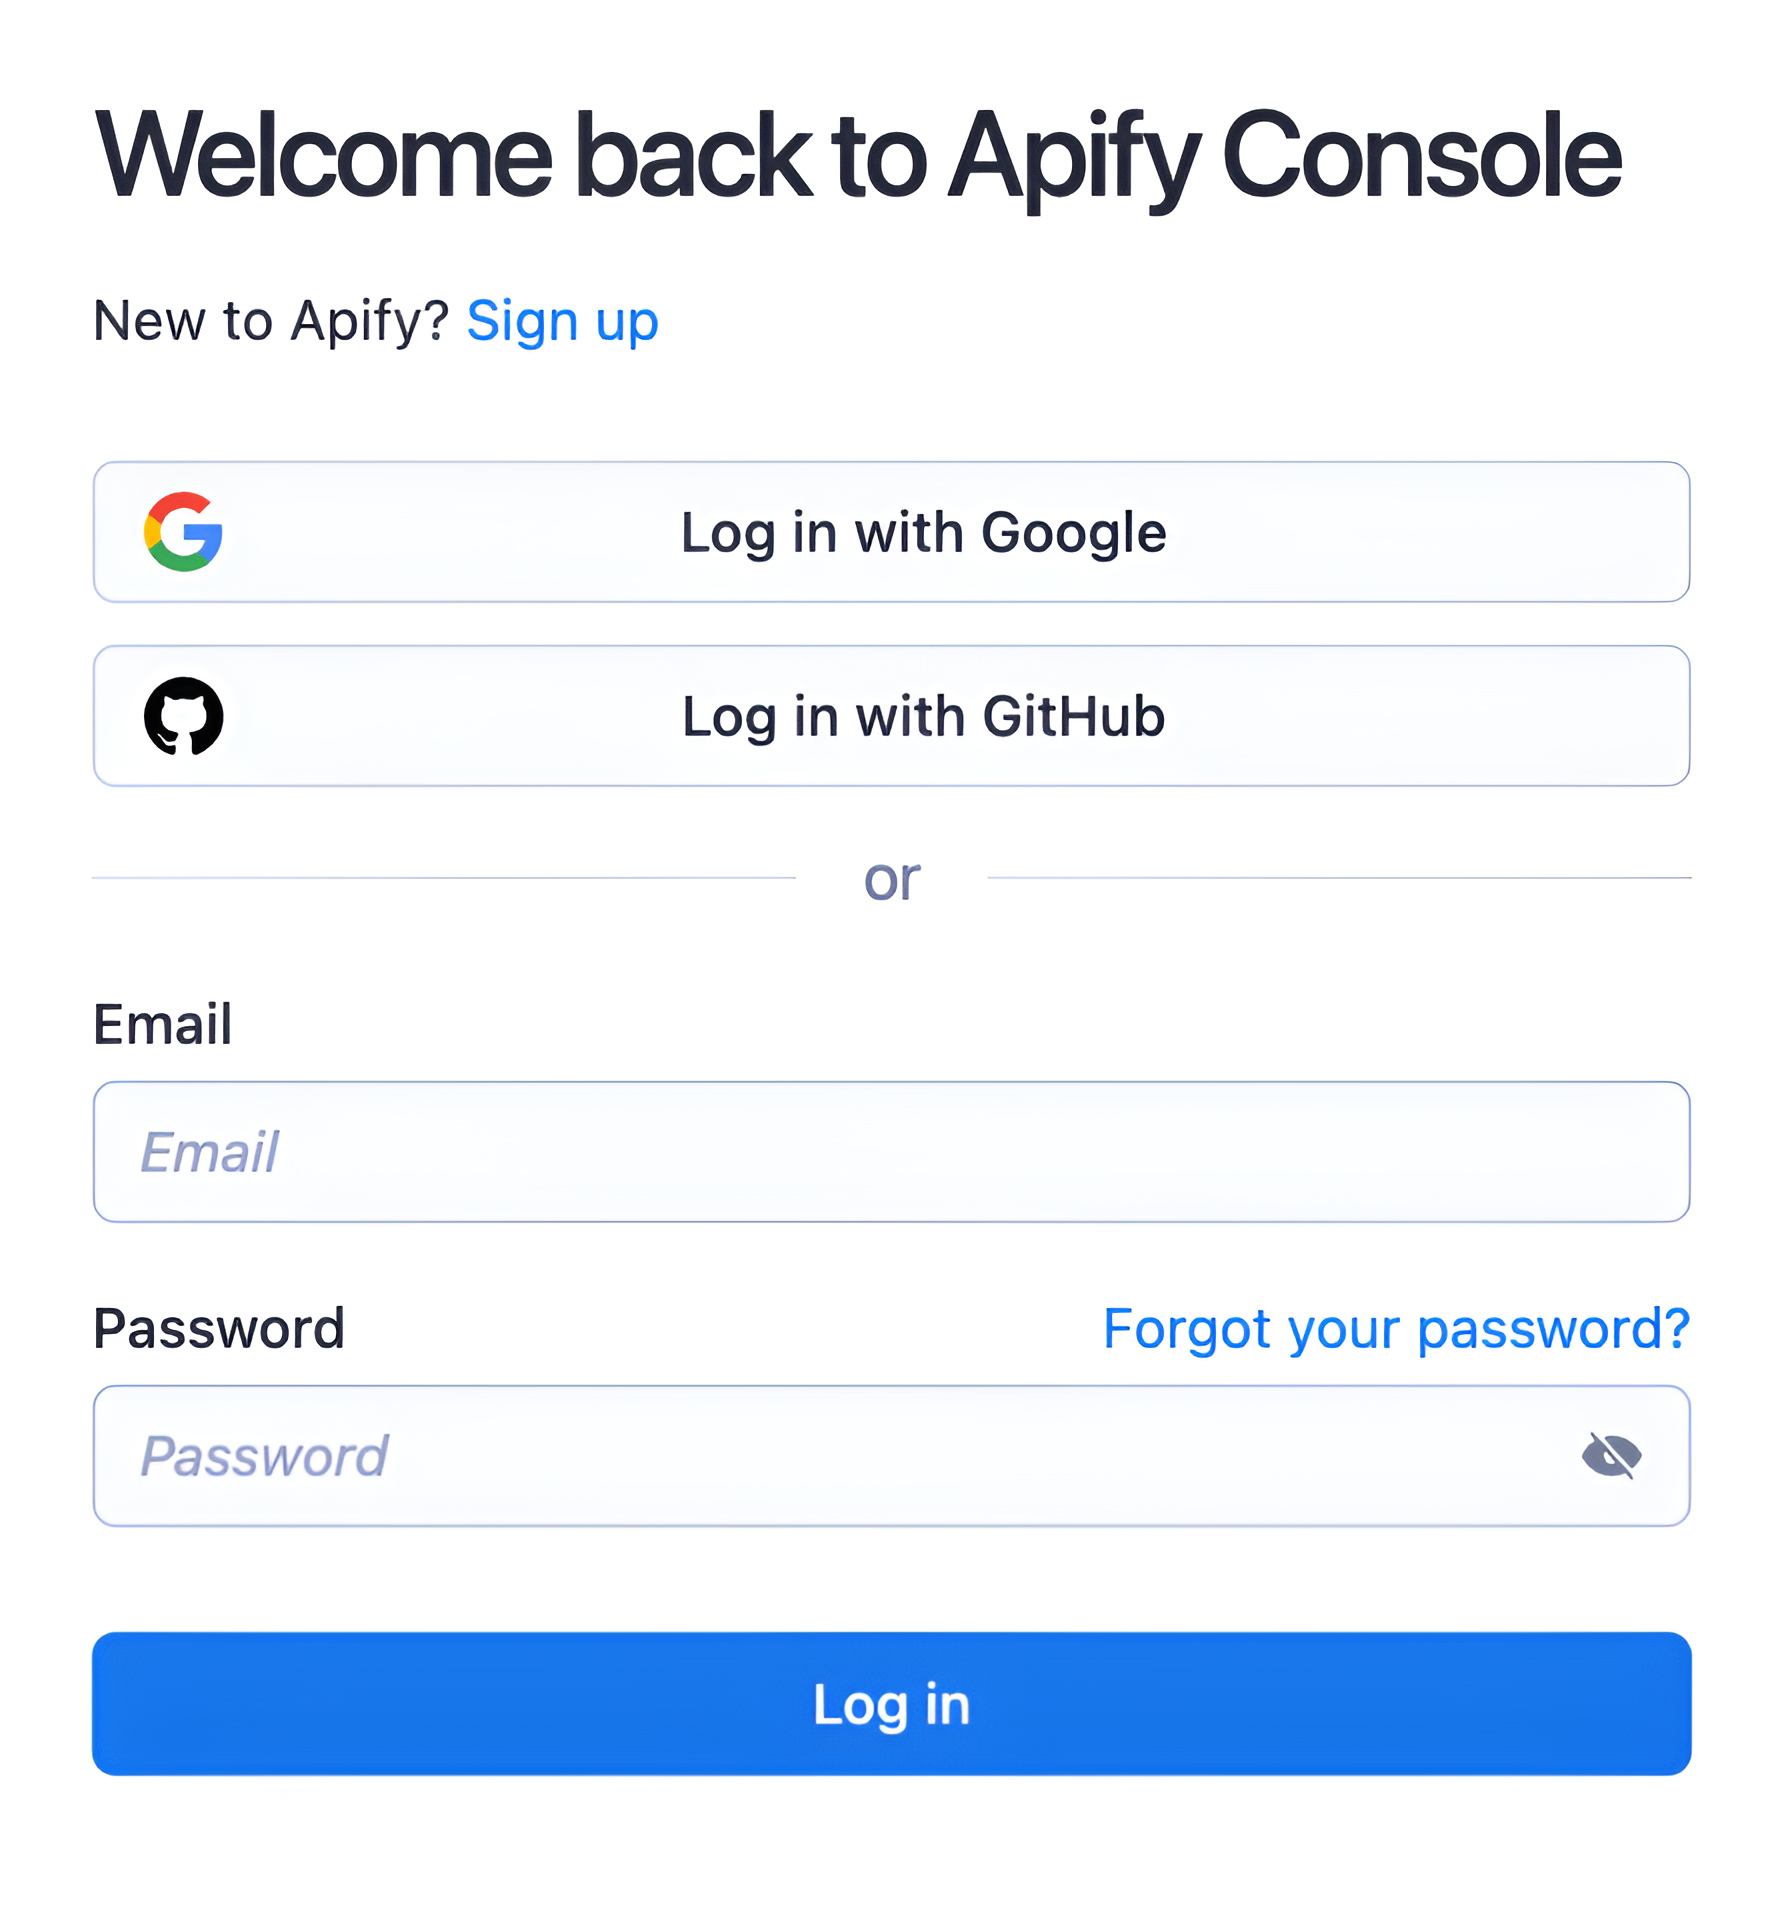 Welcome back to Apify Console
New to Apify? Sign up
Log in with Google
Log in with GitHub
or
Email
Email
Password Forgot your password?
Password
Log in